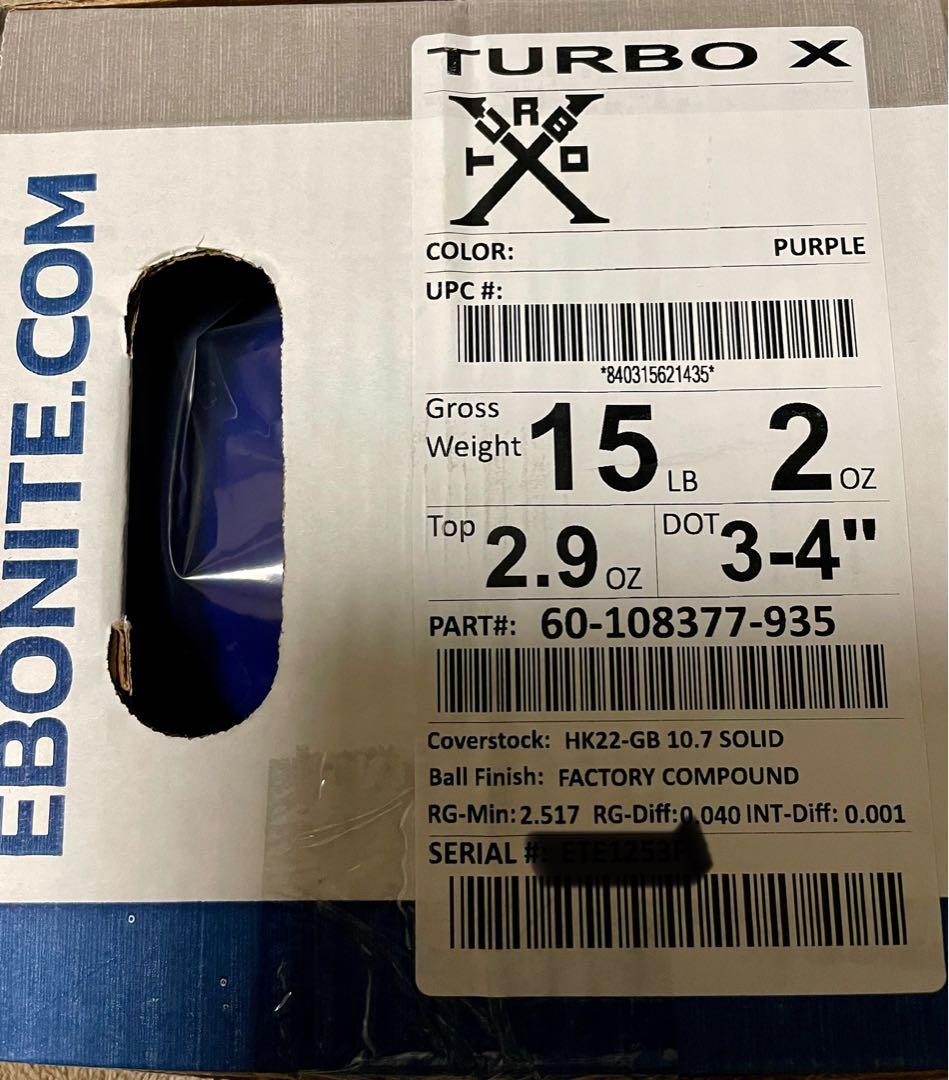 EBONITE.COM
TURBO X
TURBO
X
COLOR: PURPLE
UPC #:
*840315621435*
Gross
Weight 15 LB 2 OZ
Top 2.9 OZ DOT 3-4"
PART#: 60-108377-935
Coverstock: HK22-GB 10.7 SOLID
Ball Finish: FACTORY COMPOUND
RG-Min: 2.517 RG-Diff: 0.040 INT-Diff: 0.001
SERIAL #: